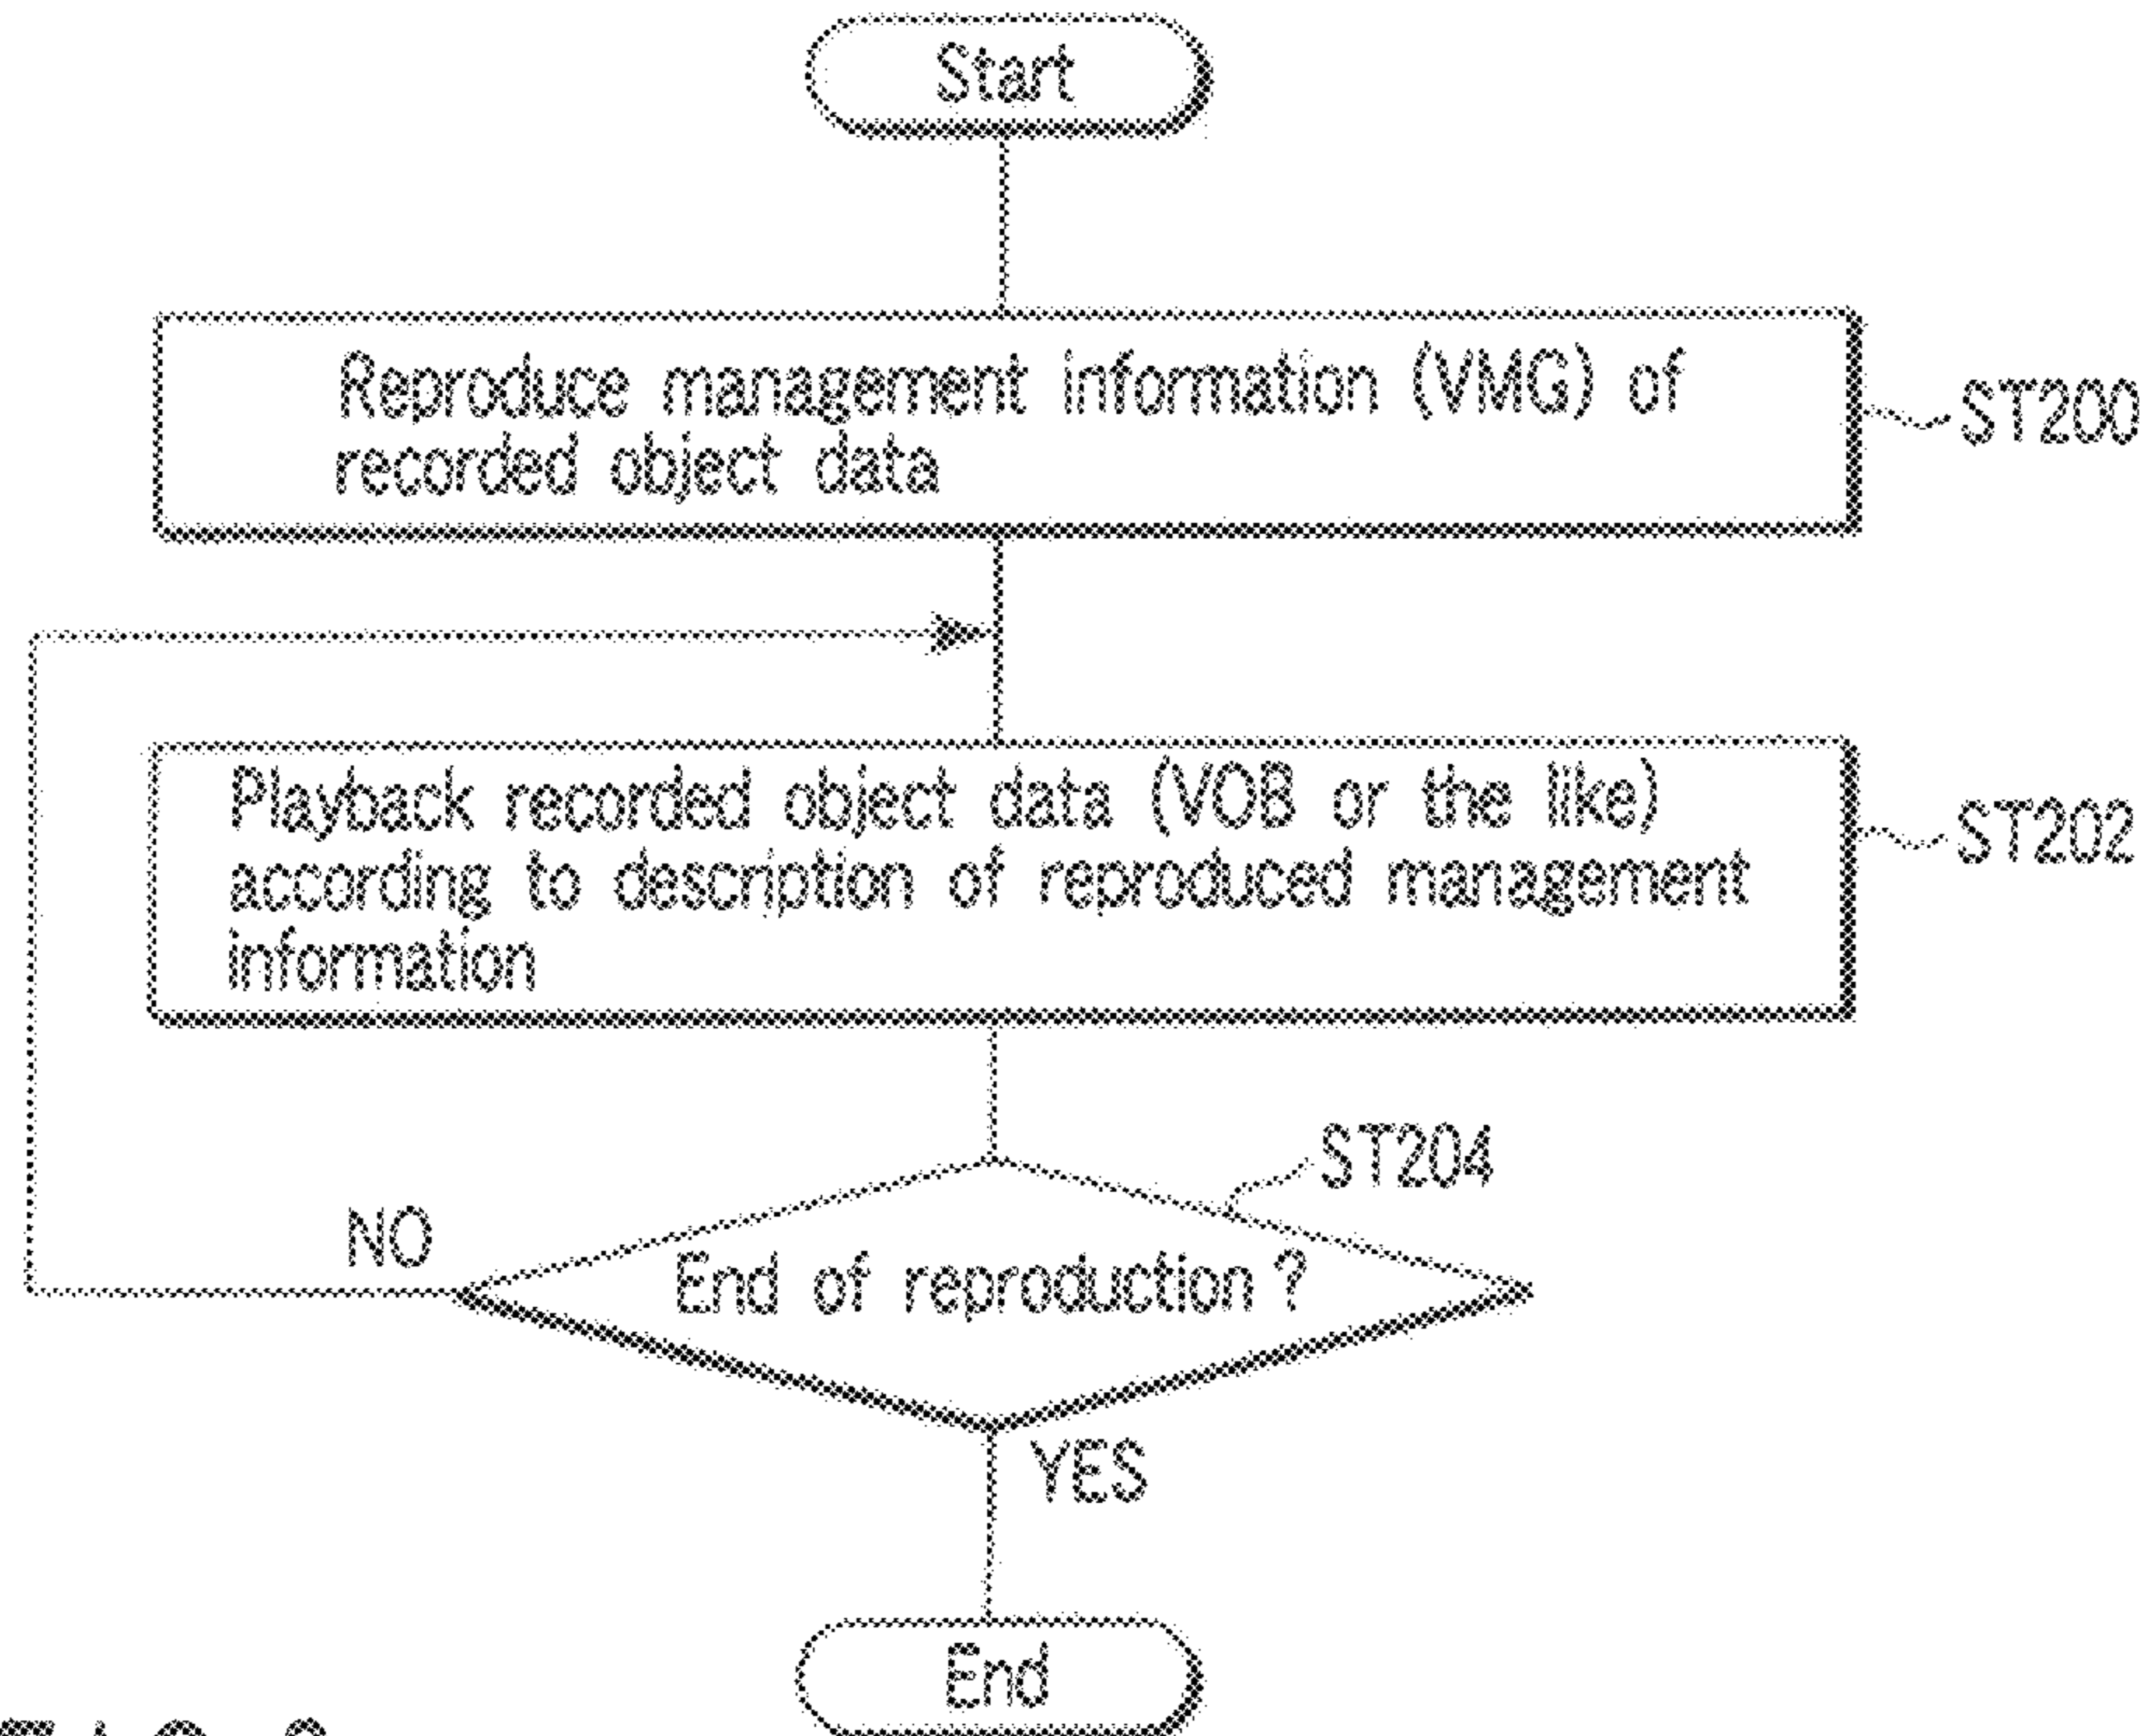 Start
Reproduce management information (VMG) of
recorded object data
ST200
Playback recorded object data (VOB or the like)
according to description of reproduced management
information
ST202
ST204
NO
End of reproduction ?
YES
End